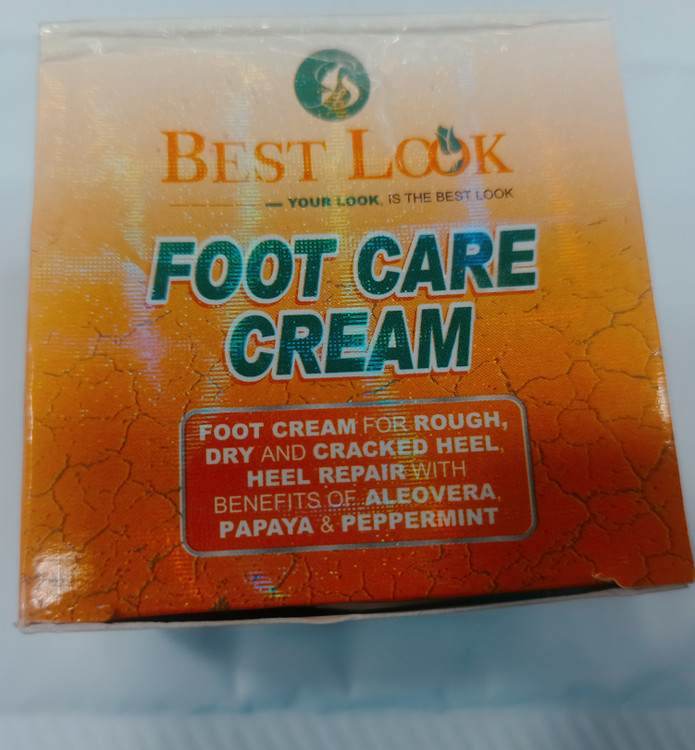 BEST LOOK
YOUR LOOK, IS THE BEST LOOK
FOOT CARE
CREAM
FOOT CREAM FOR ROUGH,
DRY AND CRACKED HEEL,
HEEL REPAIR WITH
BENEFITS OF ALEOVERA,
PAPAYA & PEPPERMINT